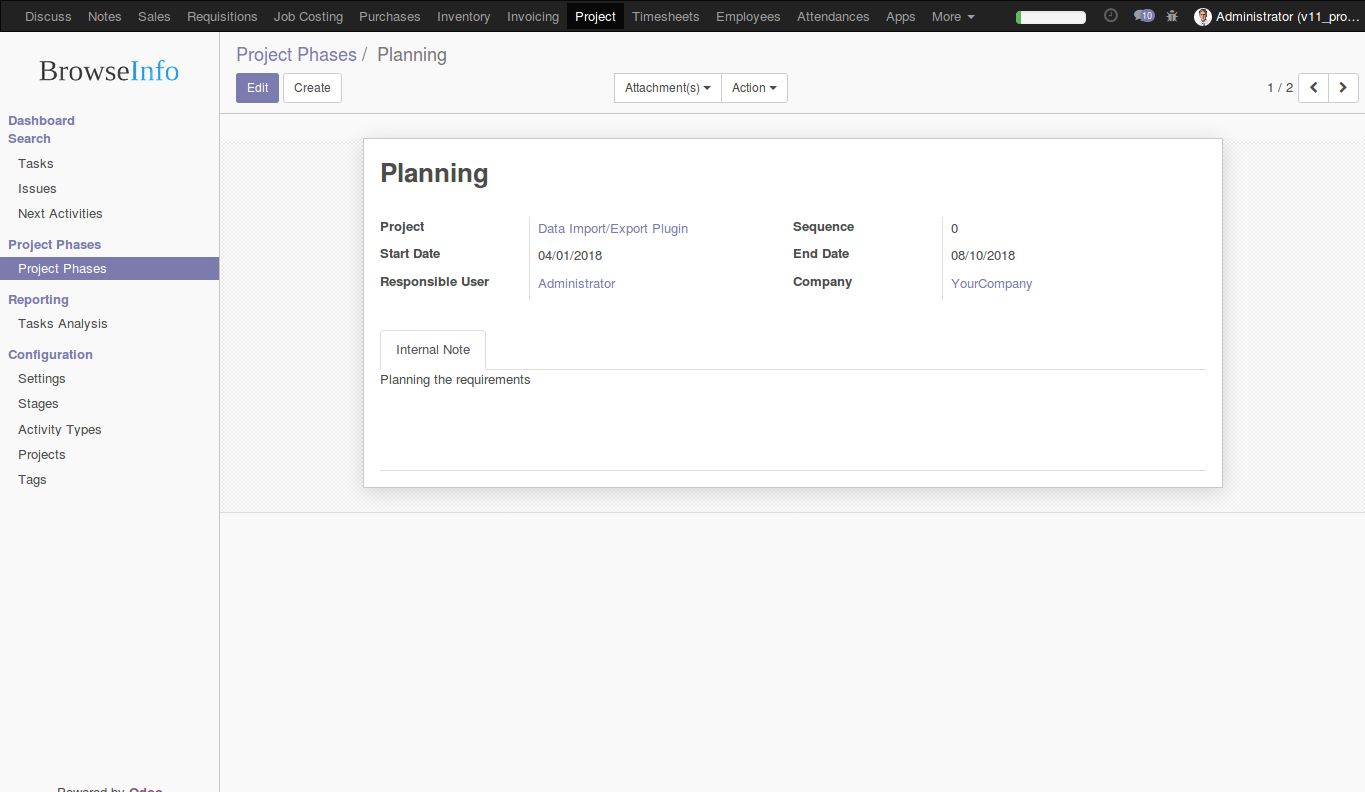 Discuss Notes Sales Requisitions Job Costing Purchases Inventory Invoicing Project Timesheets Employees Attendances Apps More 10 Administrator (v11_pro...
BrowseInfo
Project Phases / Planning
Edit Create Attachment(s) Action 1 / 2
Dashboard
Search
Tasks
Issues
Next Activities
Project Phases
Project Phases
Reporting
Tasks Analysis
Configuration
Settings
Stages
Activity Types
Projects
Tags
Powered by Odoo
Planning
Project Data Import/Export Plugin Sequence 0
Start Date 04/01/2018 End Date 08/10/2018
Responsible User Administrator Company YourCompany
Internal Note
Planning the requirements